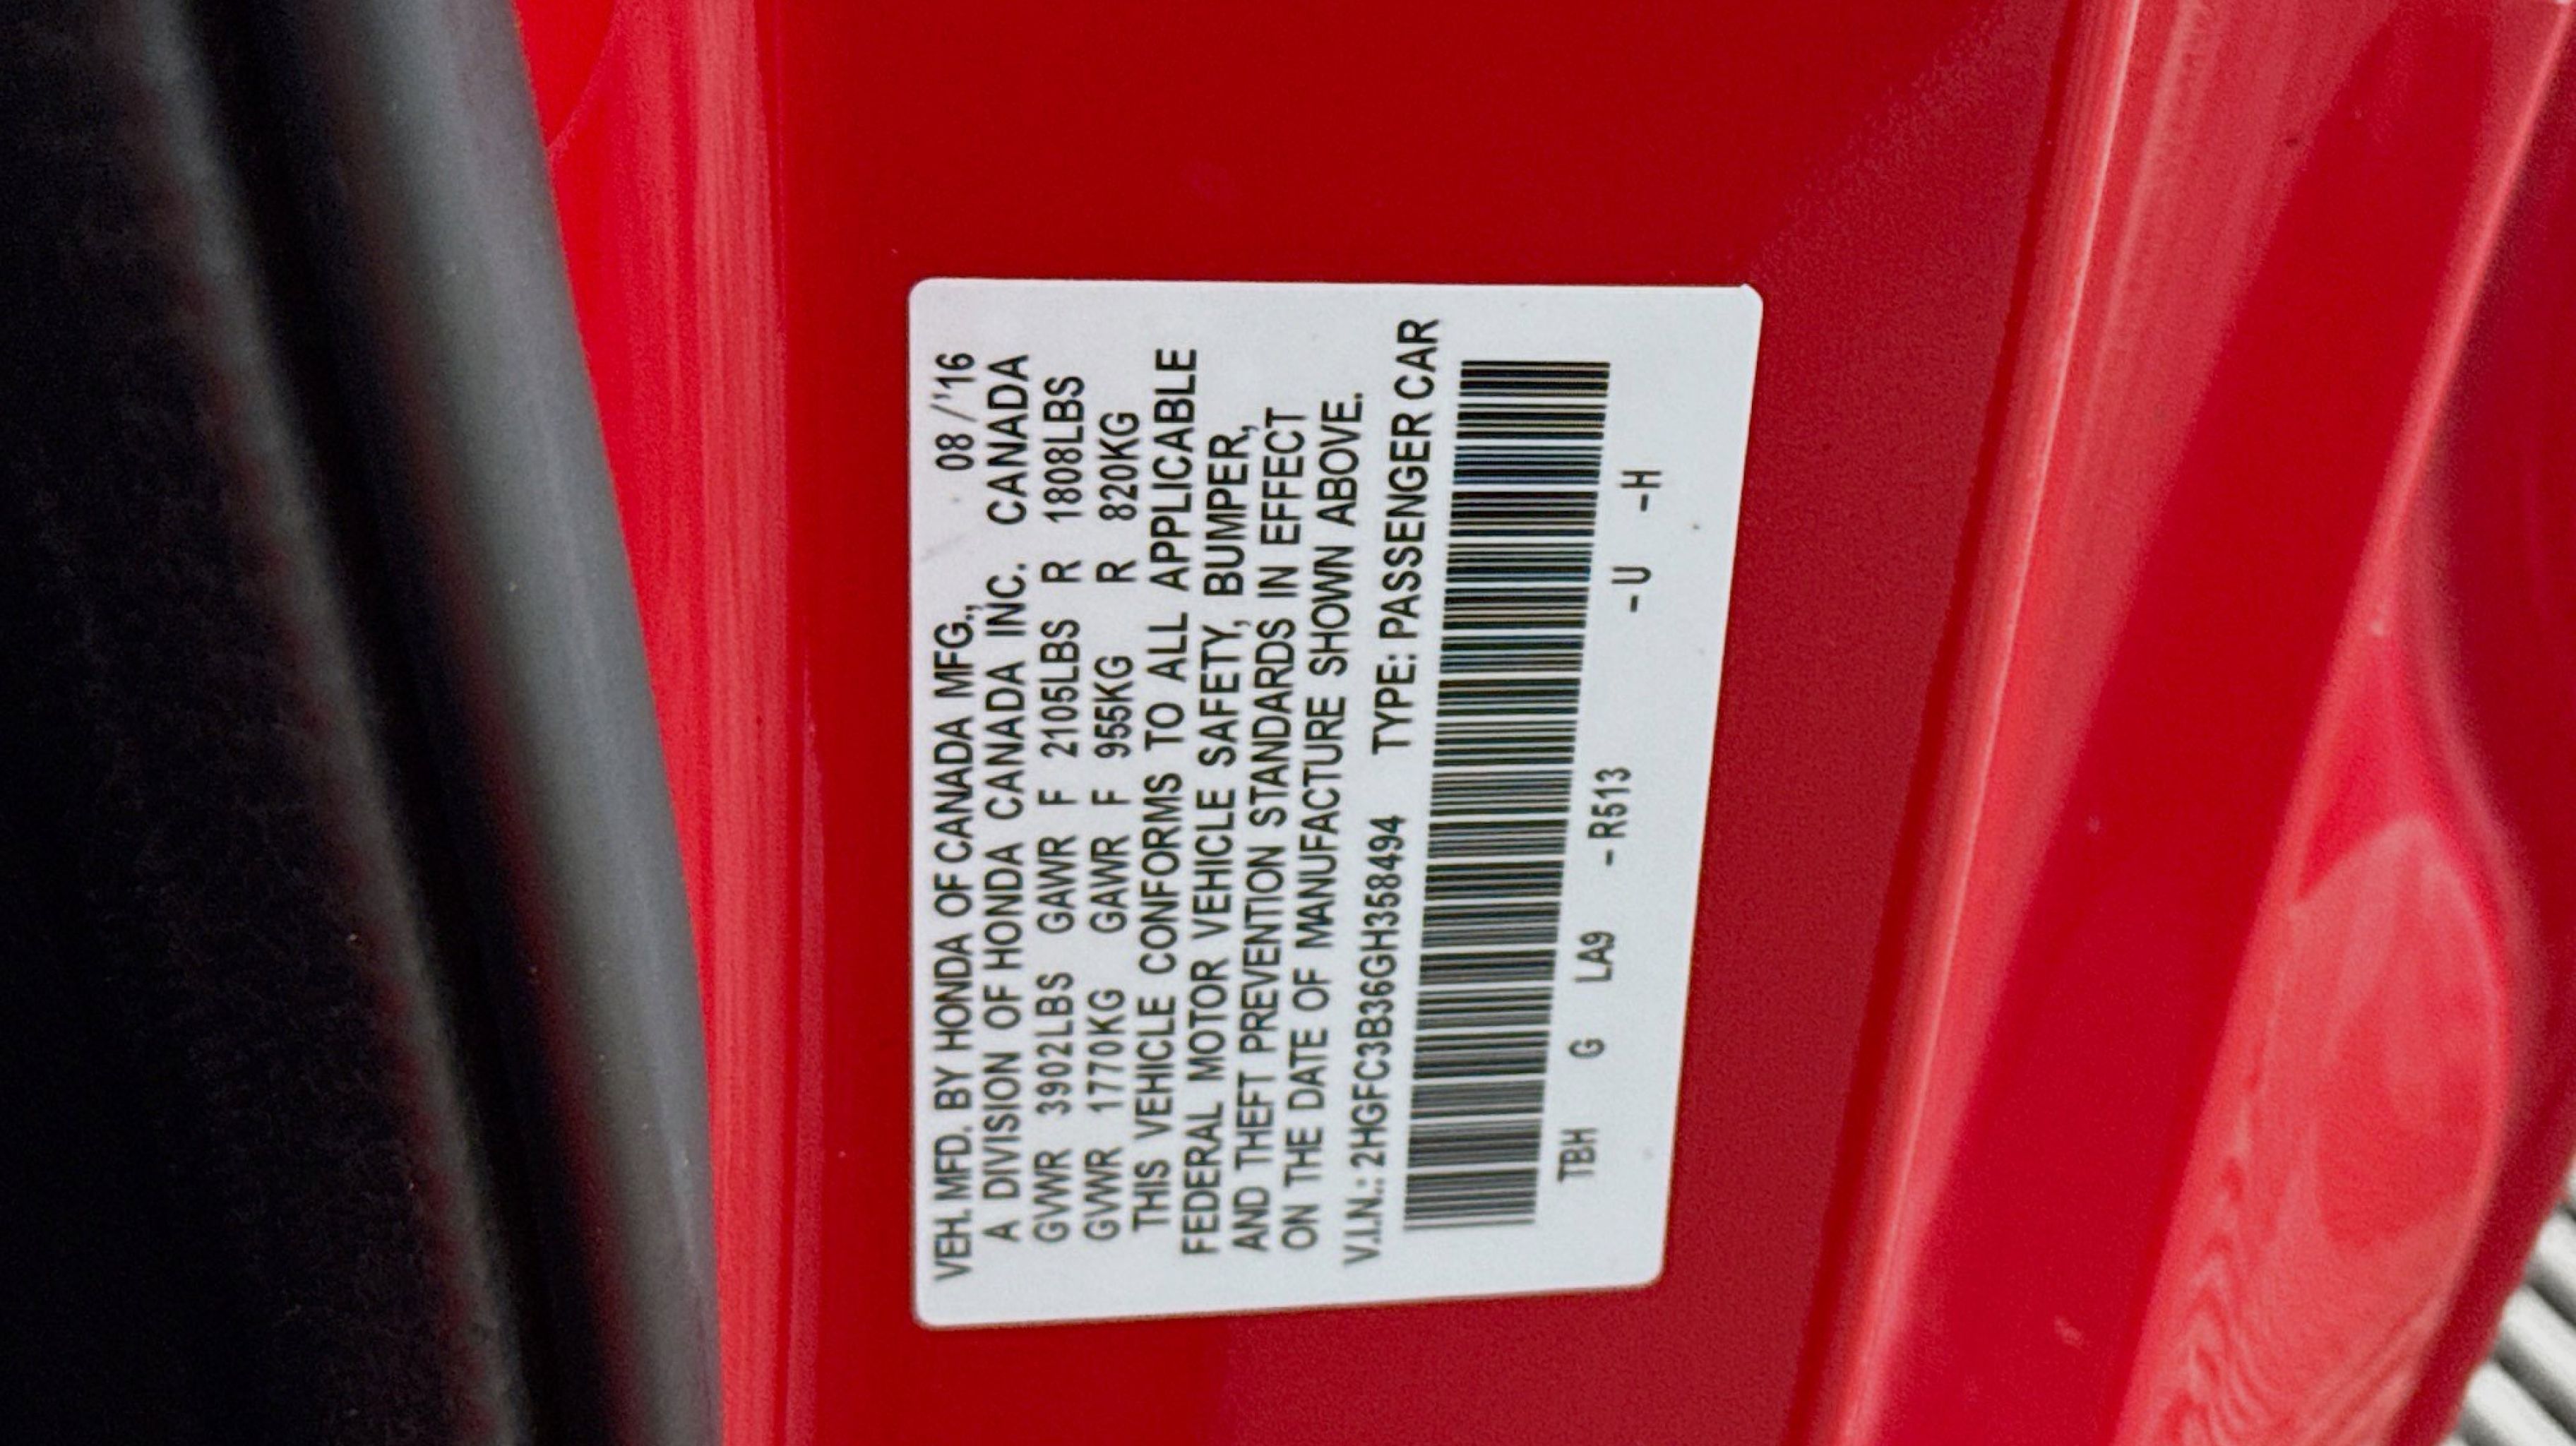 VEH. MFD. BY HONDA OF CANADA MFG., 08/'16
A DIVISION OF HONDA CANADA INC. CANADA
GVWR 3902LBS GAWR F 2105LBS R 1808LBS
GVWR 1770KG GAWR F 955KG R 820KG
THIS VEHICLE CONFORMS TO ALL APPLICABLE
FEDERAL MOTOR VEHICLE SAFETY, BUMPER,
AND THEFT PREVENTION STANDARDS IN EFFECT
ON THE DATE OF MANUFACTURE SHOWN ABOVE.
V.I.N.: 2HGFC3B36GH358494 TYPE: PASSENGER CAR
TBH G LA9 -R513 -U -H